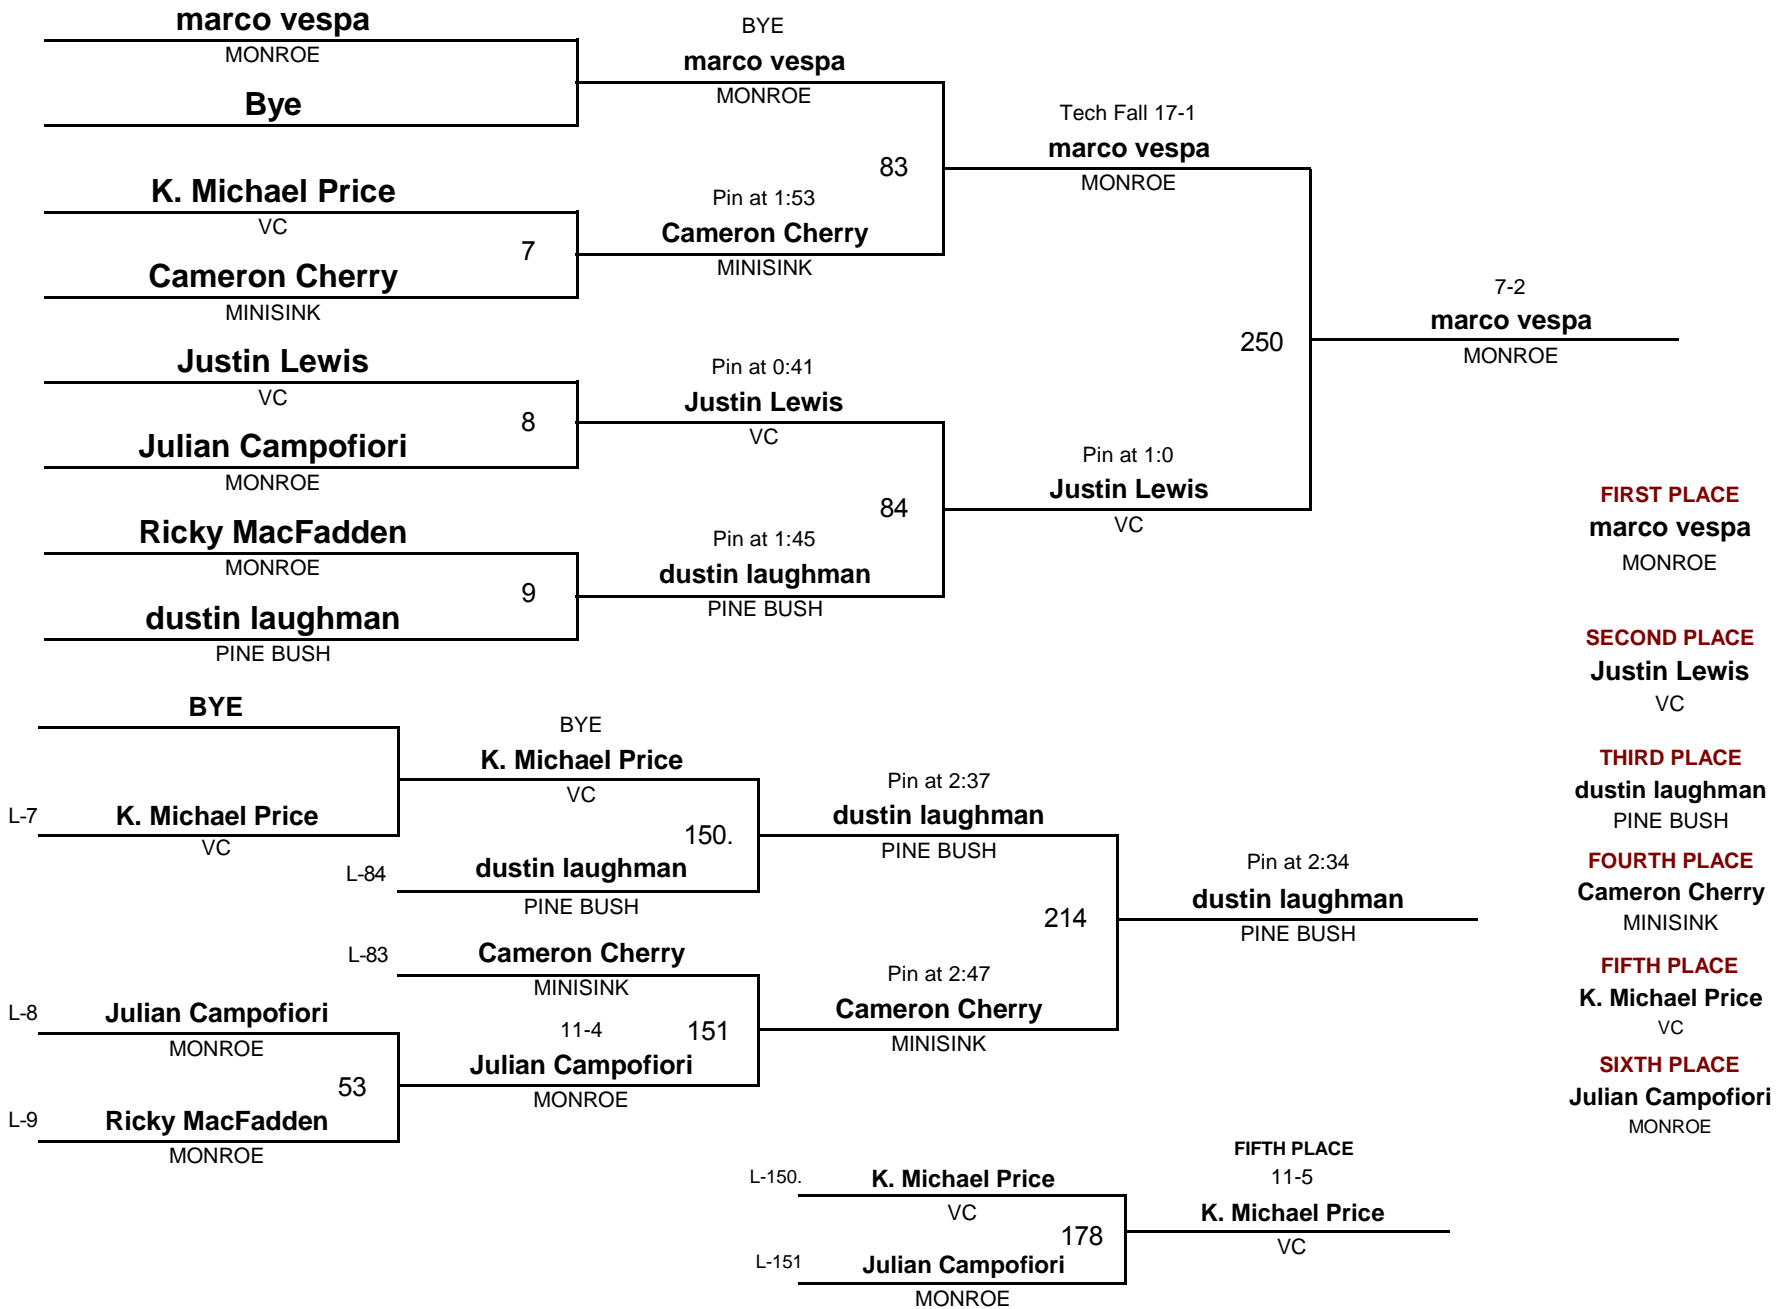 marco vespa
MONROE
Bye
K. Michael Price
VC
7
Cameron Cherry
MINISINK
Justin Lewis
VC
8
Julian Campofiori
MONROE
Ricky MacFadden
MONROE
9
dustin laughman
PINE BUSH
BYE
marco vespa
MONROE
83
Pin at 1:53
Cameron Cherry
MINISINK
Pin at 0:41
Justin Lewis
VC
84
Pin at 1:45
dustin laughman
PINE BUSH
Tech Fall 17-1
marco vespa
MONROE
250
Pin at 1:0
Justin Lewis
VC
7-2
marco vespa
MONROE
BYE
L-7 K. Michael Price
VC
BYE
K. Michael Price
VC
150.
L-84 dustin laughman
PINE BUSH
L-83 Cameron Cherry
MINISINK
L-8 Julian Campofiori
MONROE
53
L-9 Ricky MacFadden
MONROE
11-4
151
Julian Campofiori
MONROE
Pin at 2:37
dustin laughman
PINE BUSH
214
Pin at 2:47
Cameron Cherry
MINISINK
Pin at 2:34
dustin laughman
PINE BUSH
L-150. K. Michael Price
VC
178
L-151 Julian Campofiori
MONROE
FIFTH PLACE
11-5
K. Michael Price
VC
FIRST PLACE
marco vespa
MONROE
SECOND PLACE
Justin Lewis
VC
THIRD PLACE
dustin laughman
PINE BUSH
FOURTH PLACE
Cameron Cherry
MINISINK
FIFTH PLACE
K. Michael Price
VC
SIXTH PLACE
Julian Campofiori
MONROE